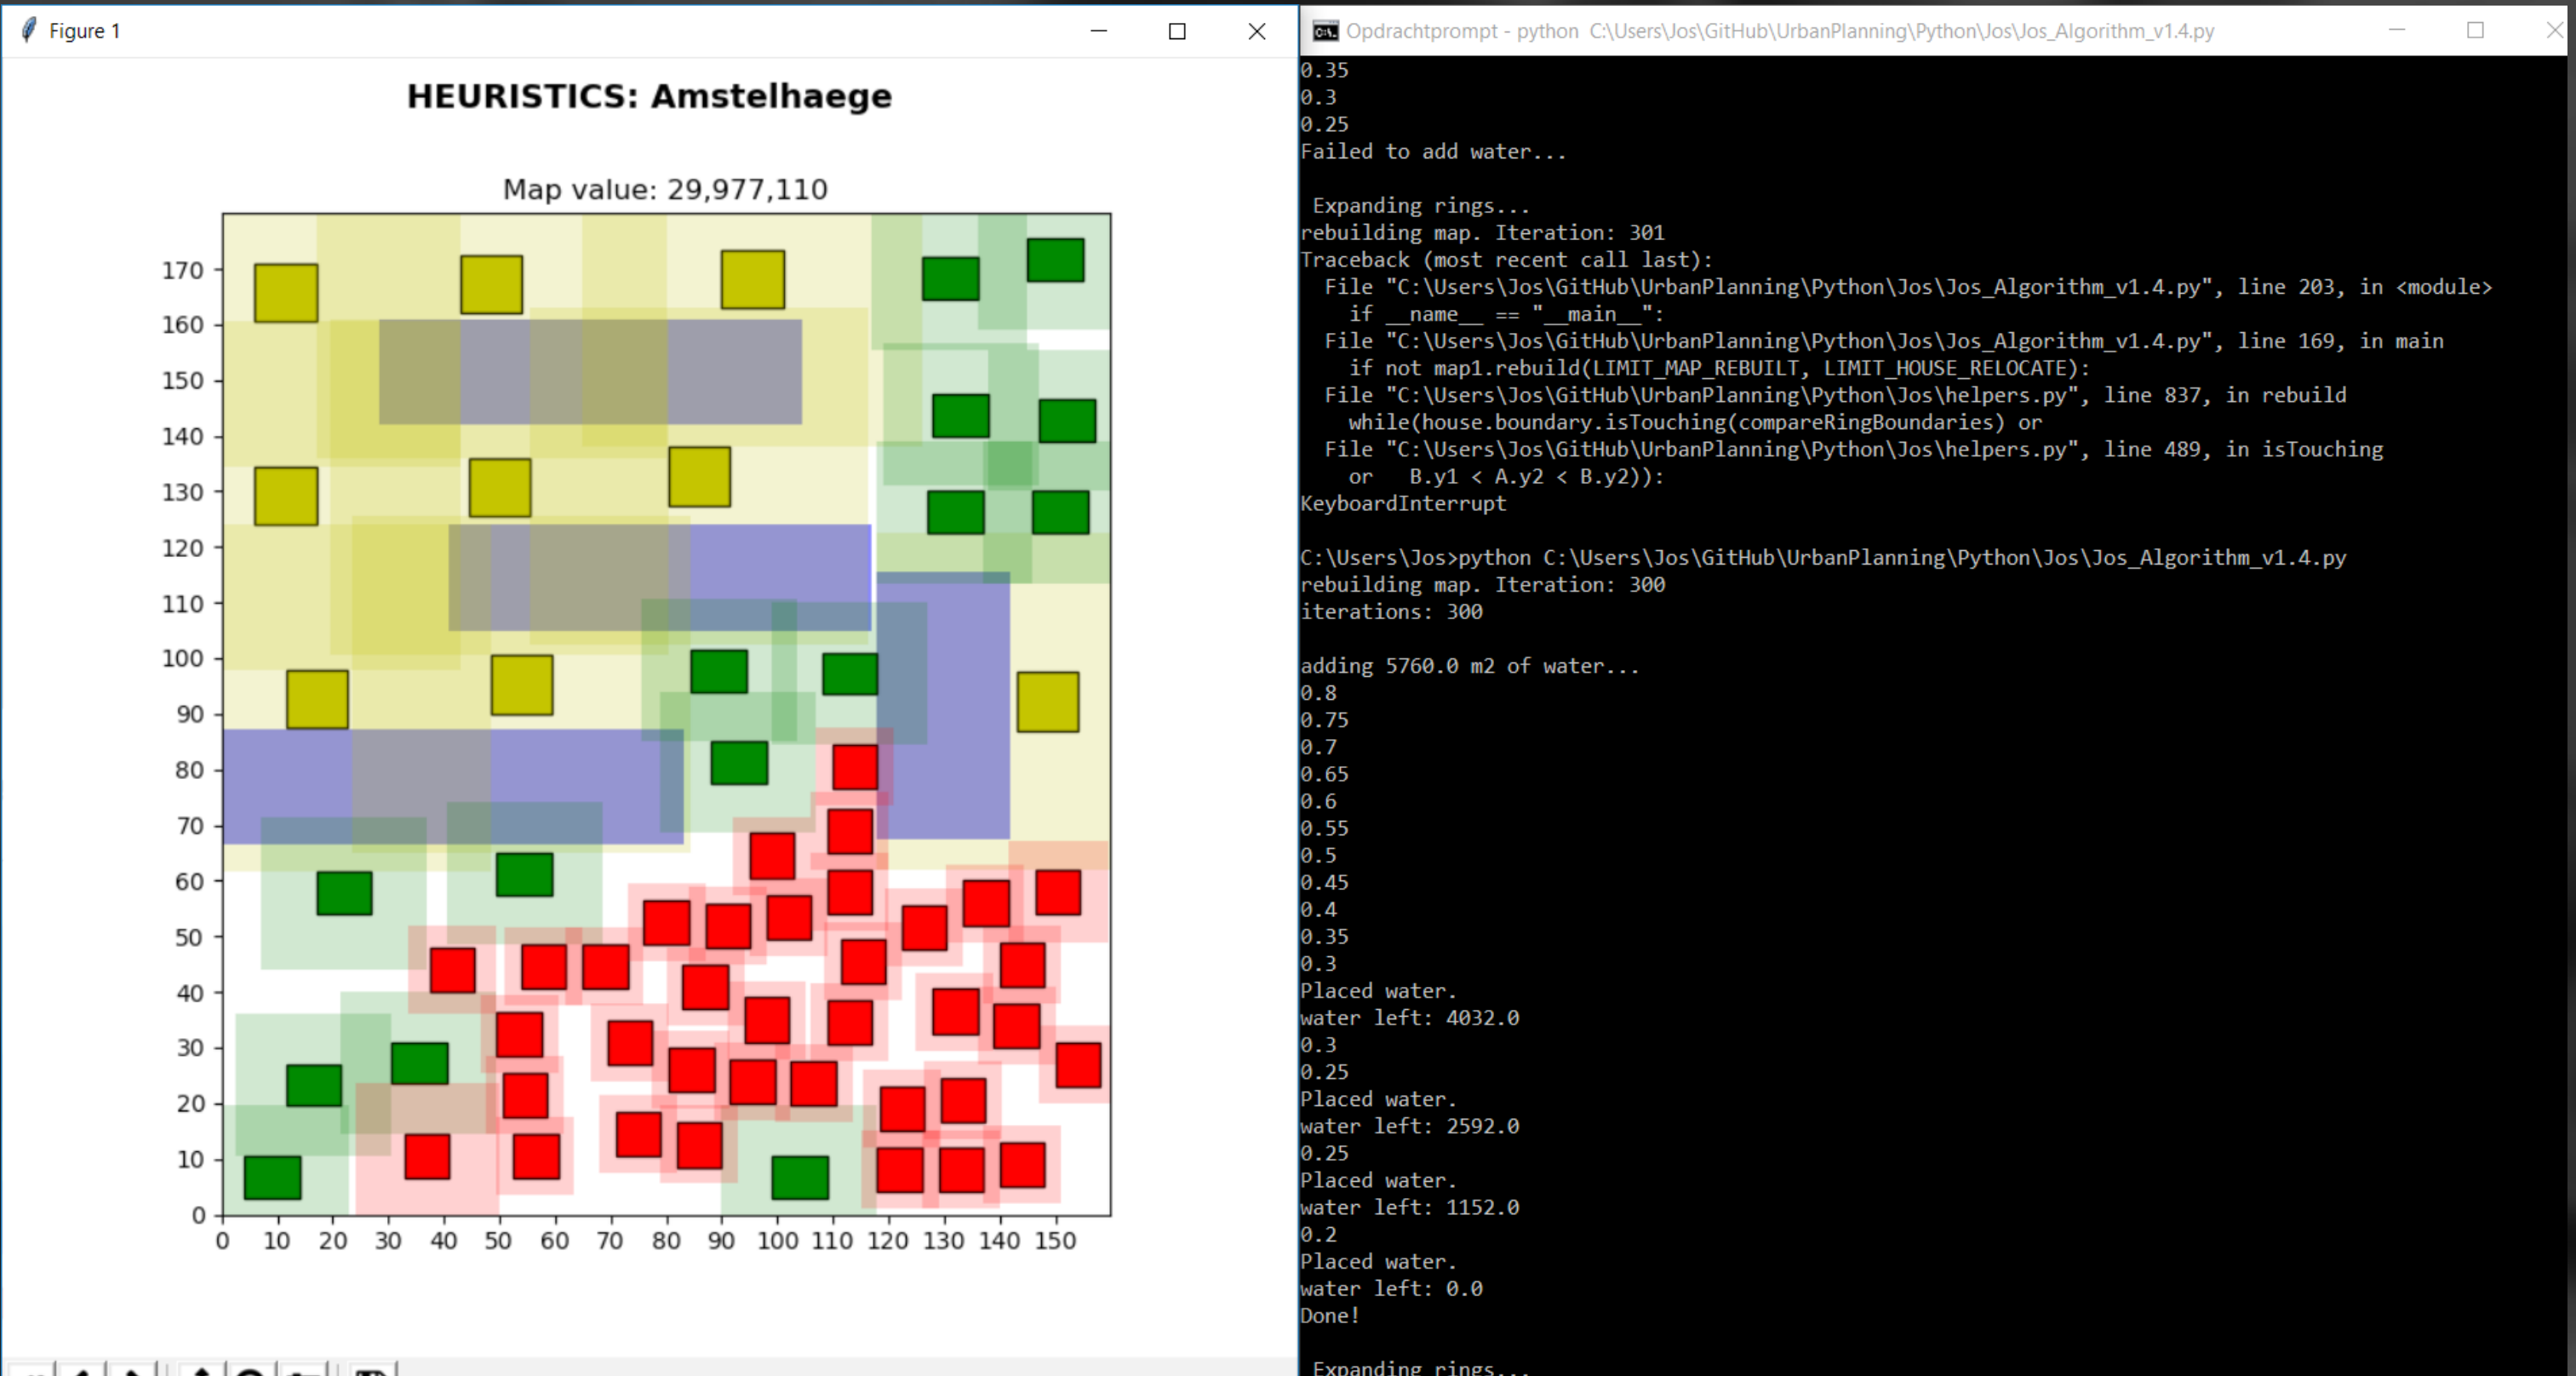 Figure 1
HEURISTICS: Amstelhaege
Map value: 29,977,110
170
160
150
140
130
120
110
100
90
80
70
60
50
40
30
20
10
0
0 10 20 30 40 50 60 70 80 90 100 110 120 130 140 150
Opdrachtprompt - python C:\Users\Jos\GitHub\UrbanPlanning\Python\Jos\Jos_Algorithm_v1.4.py
0.35
0.3
0.25
Failed to add water...
Expanding rings...
rebuilding map. Iteration: 301
Traceback (most recent call last):
File "C:\Users\Jos\GitHub\UrbanPlanning\Python\Jos\Jos_Algorithm_v1.4.py", line 203, in <module>
if __name__ == "__main__":
File "C:\Users\Jos\GitHub\UrbanPlanning\Python\Jos\Jos_Algorithm_v1.4.py", line 169, in main
if not map1.rebuild(LIMIT_MAP_REBUILT, LIMIT_HOUSE_RELOCATE):
File "C:\Users\Jos\GitHub\UrbanPlanning\Python\Jos\helpers.py", line 837, in rebuild
while(house.boundary.isTouching(compareRingBoundaries) or
File "C:\Users\Jos\GitHub\UrbanPlanning\Python\Jos\helpers.py", line 489, in isTouching
or B.y1 < A.y2 < B.y2)):
KeyboardInterrupt
C:\Users\Jos>python C:\Users\Jos\GitHub\UrbanPlanning\Python\Jos\Jos_Algorithm_v1.4.py
rebuilding map. Iteration: 300
iterations: 300
adding 5760.0 m2 of water...
0.8
0.75
0.7
0.65
0.6
0.55
0.5
0.45
0.4
0.35
0.3
Placed water.
water left: 4032.0
0.3
0.25
Placed water.
water left: 2592.0
0.25
Placed water.
water left: 1152.0
0.2
Placed water.
water left: 0.0
Done!
Expanding rings...